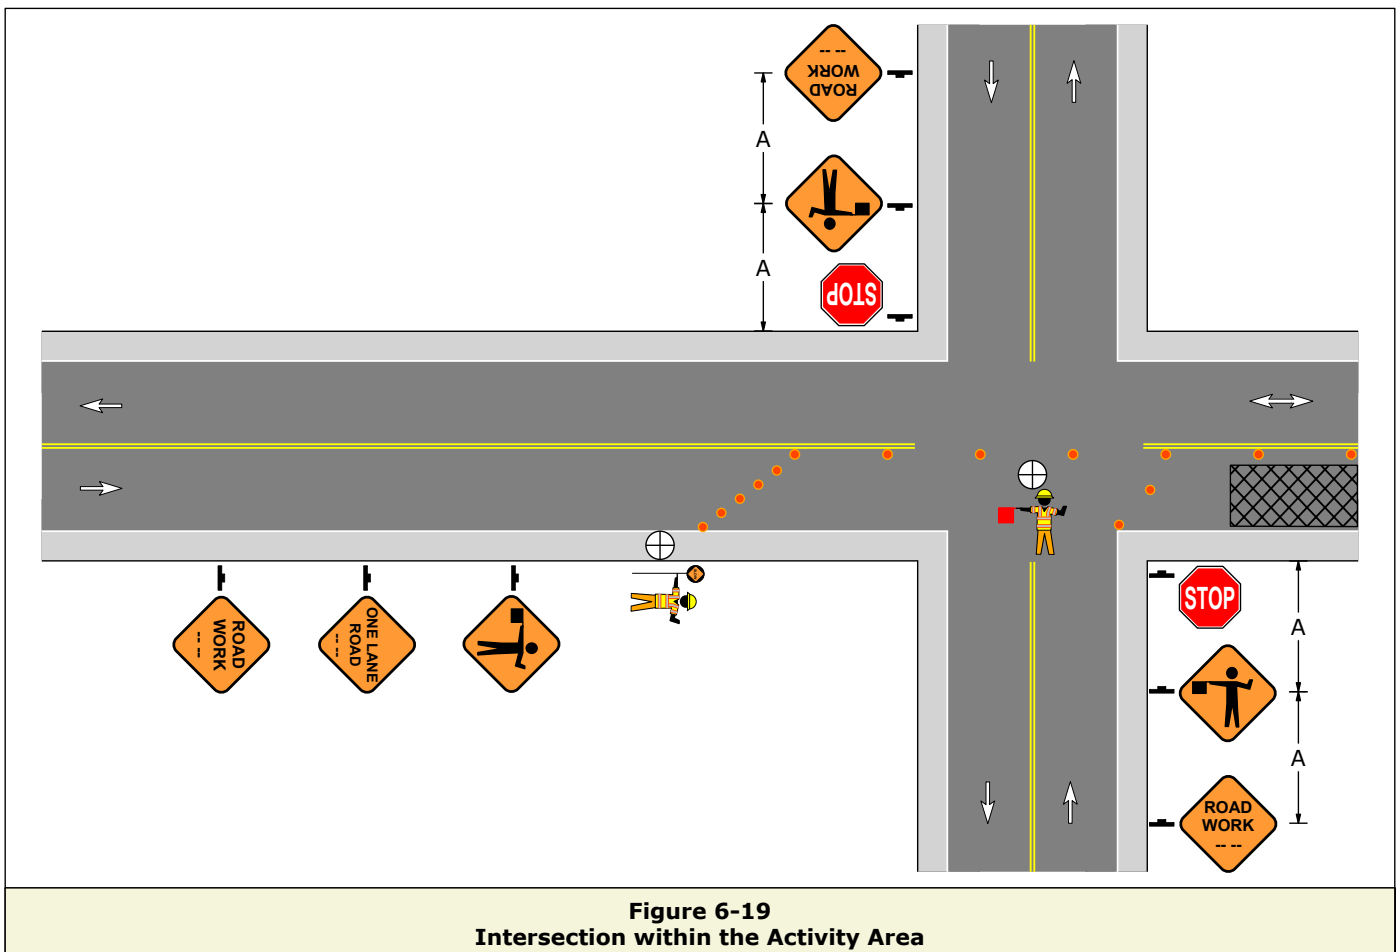 ROAD
WORK
-- --
A
A
STOP
ROAD
WORK
-- --
ONE LANE
ROAD
-- --
STOP
A
A
ROAD
WORK
-- --
Figure 6-19
Intersection within the Activity Area